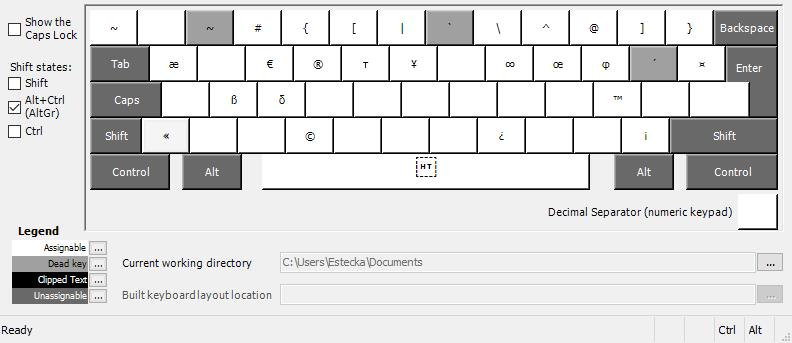 Show the
Caps Lock
Shift states:
Shift
Alt+Ctrl
(AltGr)
Ctrl
~ ~ # { [ | ` \ ^ @ ] } Backspace
Tab æ € ® т ¥ ∞ œ φ ´ ¤ Enter
Caps ß δ ™
Shift « © ¿ ¡ Shift
Control Alt HT Alt Control
Decimal Separator (numeric keypad)
Legend
Assignable ...
Dead key ...
Clipped Text ...
Unassignable ...
Current working directory C:\Users\Estecka\Documents ...
Built keyboard layout location ...
Ready Ctrl Alt